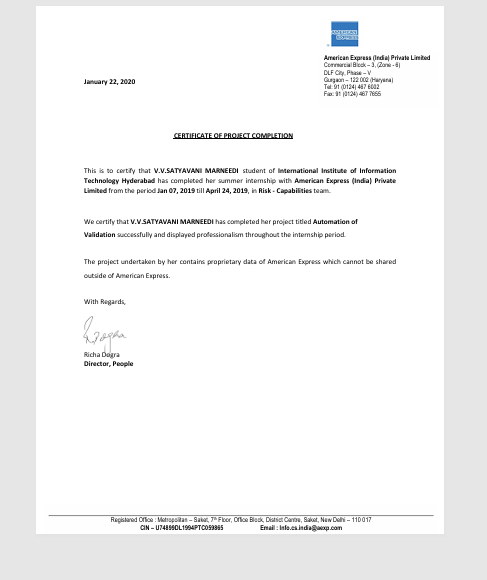 AMERICAN
EXPRESS
American Express (India) Private Limited
Commercial Block – 3, (Zone - 6)
DLF City, Phase – V
Gurgaon – 122 002 (Haryana)
Tel: 91 (0124) 467 6002
Fax: 91 (0124) 467 7655
January 22, 2020
CERTIFICATE OF PROJECT COMPLETION
This is to certify that V.V.SATYAVANI MARNEEDI student of International Institute of Information
Technology Hyderabad has completed her summer internship with American Express (India) Private
Limited from the period Jan 07, 2019 till April 24, 2019, in Risk - Capabilities team.
We certify that V.V.SATYAVANI MARNEEDI has completed her project titled Automation of
Validation successfully and displayed professionalism throughout the internship period.
The project undertaken by her contains proprietary data of American Express which cannot be shared
outside of American Express.
With Regards,
Richa Dogra
Director, People
Registered Office : Metropolitan – Saket, 7th Floor, Office Block, District Centre, Saket, New Delhi – 110 017
CIN – U74899DL1994PTC059865 Email : Info.cs.india@aexp.com